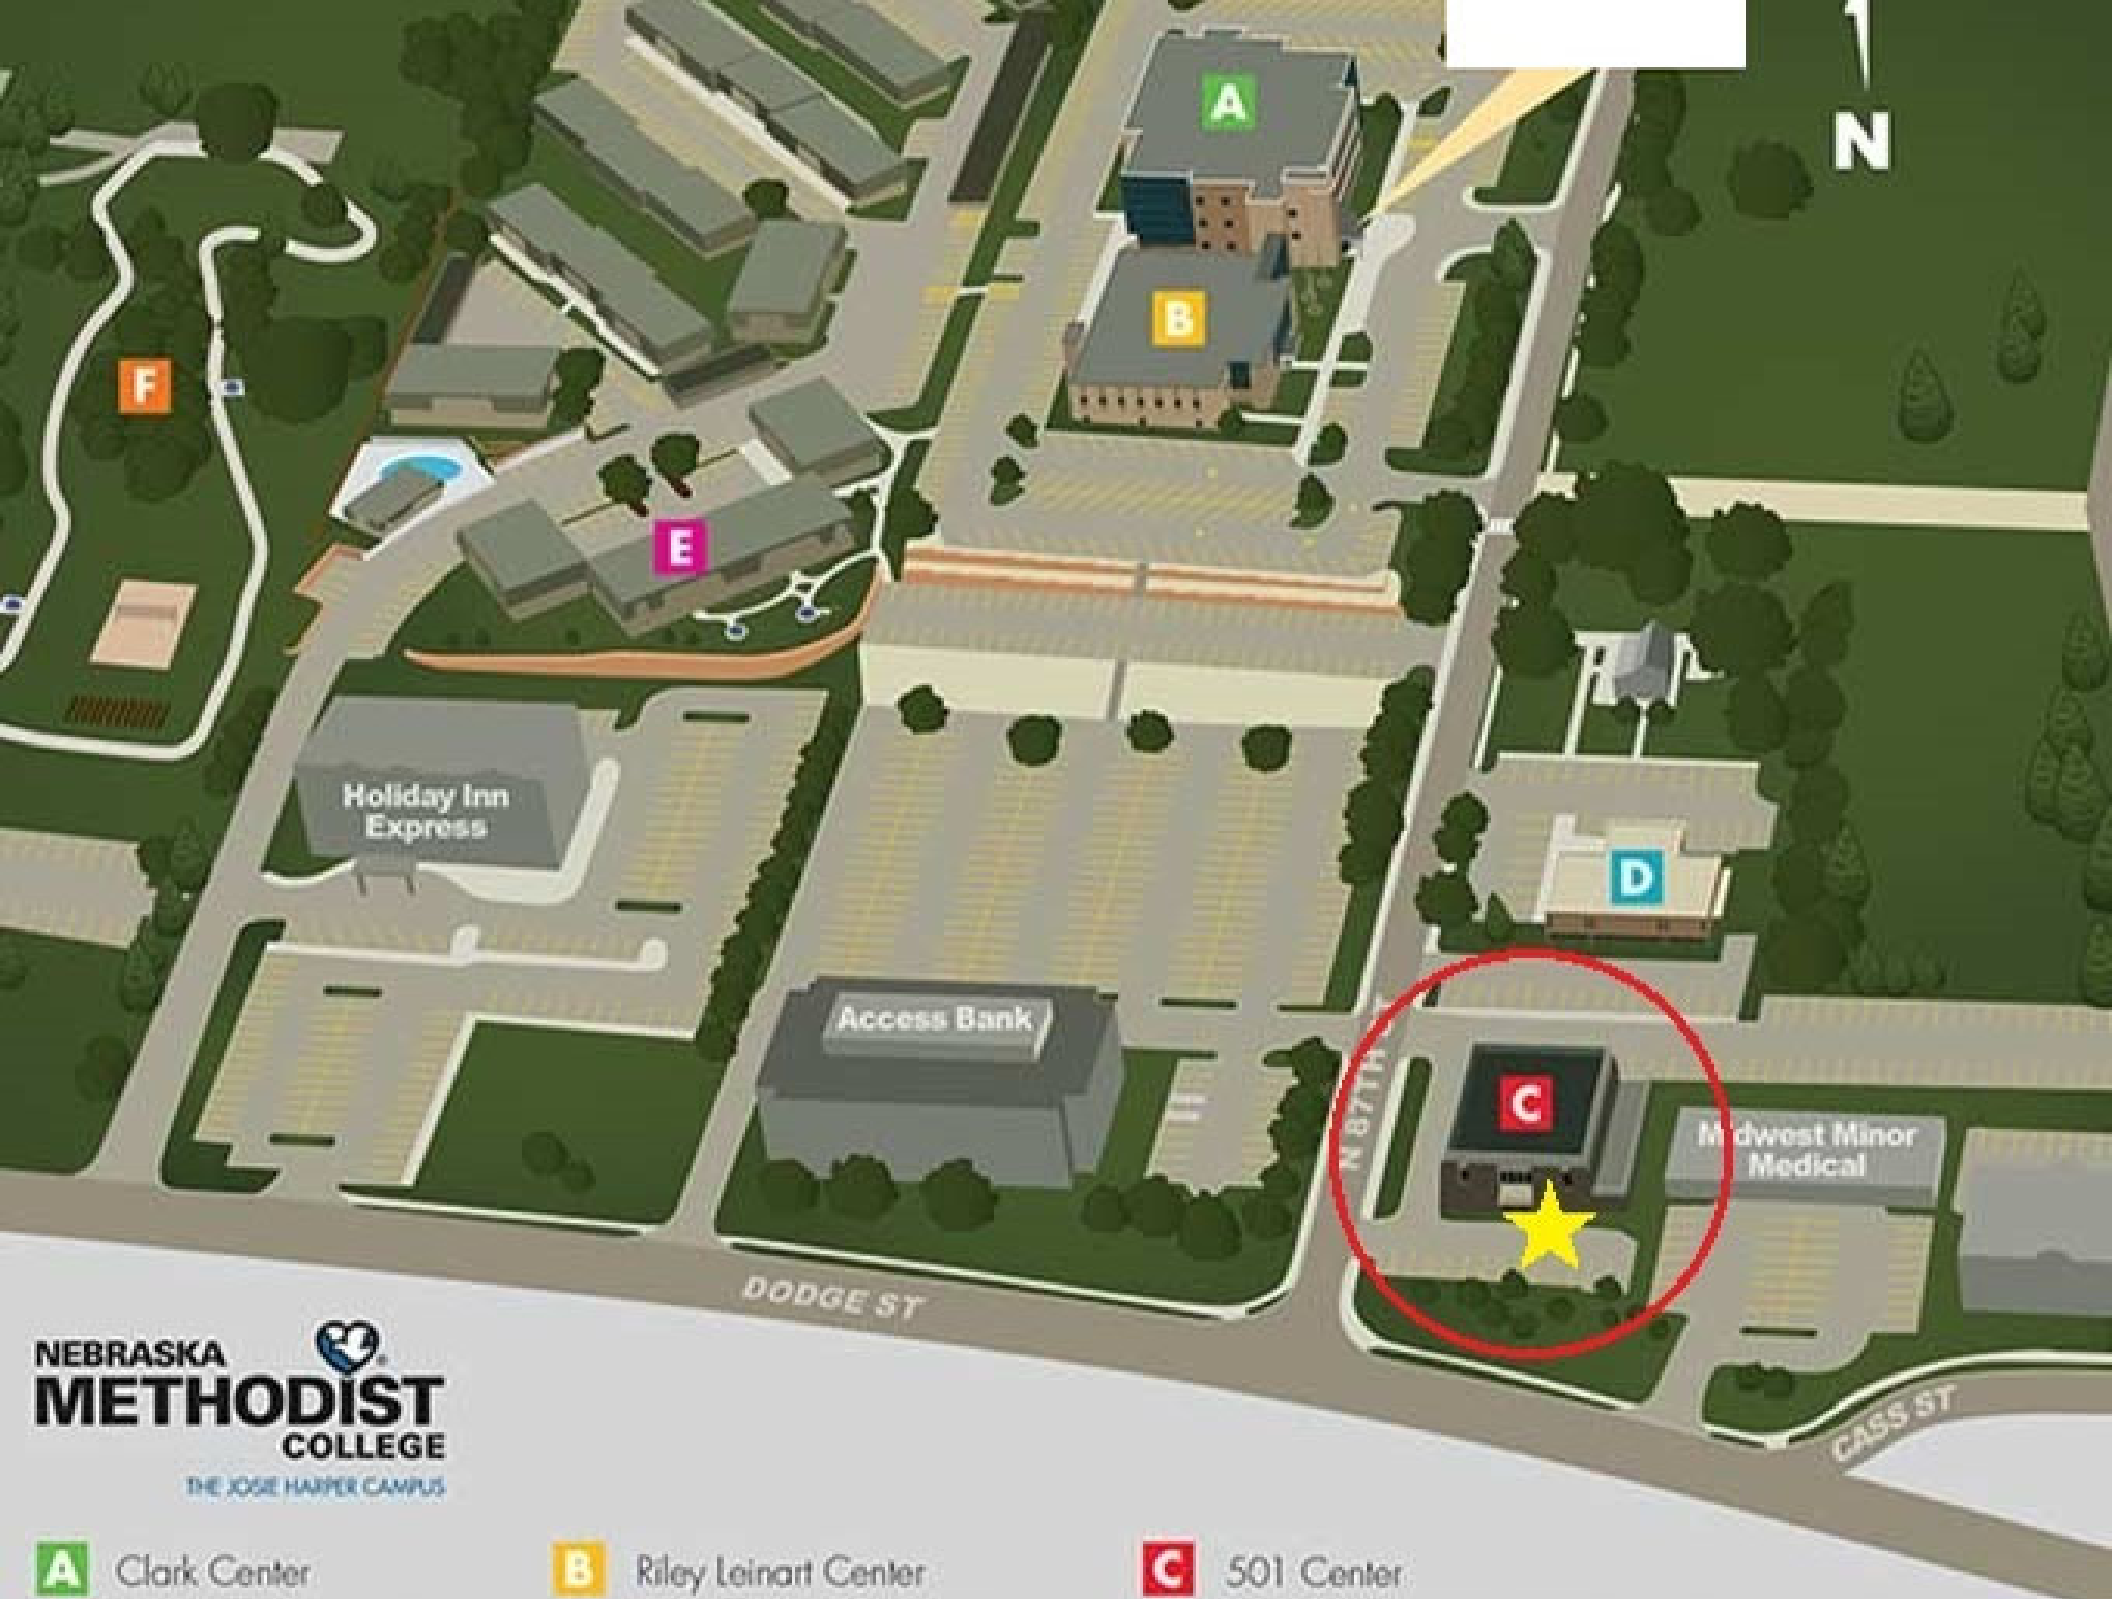 A
N
B
F
E
Holiday Inn
Express
D
Access Bank
C
N 87TH
Midwest Minor
Medical
DODGE ST
CASS ST
NEBRASKA
METHODIST
COLLEGE
THE JOSIE HARPER CAMPUS
A Clark Center
B Riley Leinart Center
C 501 Center